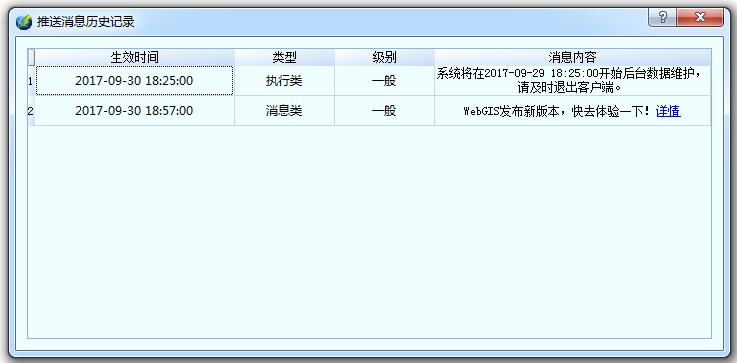 推送消息历史记录
生效时间 类型 级别 消息内容
1 2017-09-30 18:25:00 执行类 一般 系统将在2017-09-29 18:25:00开始后台数据维护，
请及时退出客户端。
2 2017-09-30 18:57:00 消息类 一般 WebGIS发布新版本，快去体验一下！详情